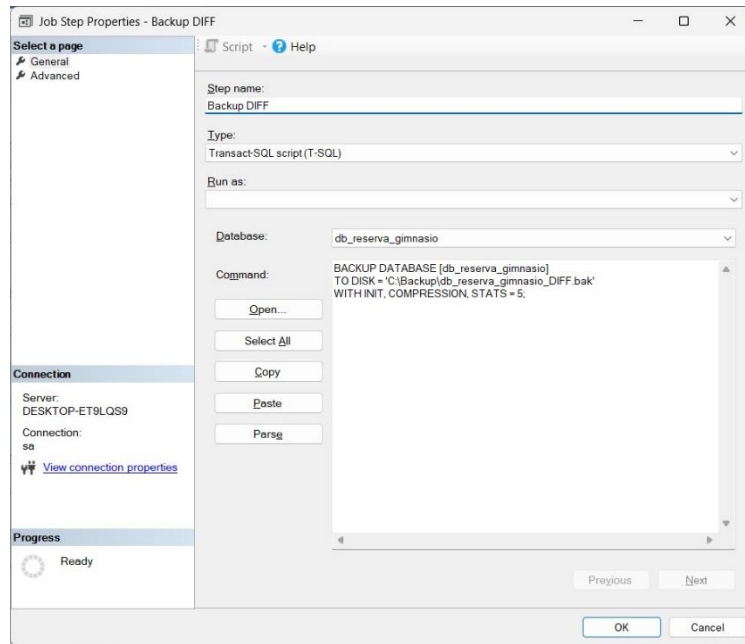 Job Step Properties - Backup DIFF
Select a page
General
Advanced
Script
Help
Step name:
Backup DIFF
Type:
Transact-SQL script (T-SQL)
Run as:
Database:
db_reserva_gimnasio
Command:
BACKUP DATABASE [db_reserva_gimnasio]
TO DISK = 'C:\Backup\db_reserva_gimnasio_DIFF.bak'
WITH INIT, COMPRESSION, STATS = 5;
Open...
Select All
Copy
Paste
Parse
Connection
Server:
DESKTOP-ET9LQS9
Connection:
sa
View connection properties
Progress
Ready
Previous
Next
OK
Cancel